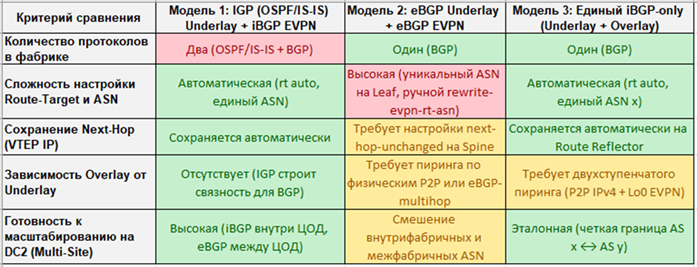 Критерий сравнения
Модель 1: IGP (OSPF/IS-IS)
Underlay + iBGP EVPN
Модель 2: eBGP Underlay
+ eBGP EVPN
Модель 3: Единый iBGP-only
(Underlay + Overlay)
Количество протоколов
в фабрике
Два (OSPF/IS-IS + BGP)
Один (BGP)
Один (BGP)
Сложность настройки
Route-Target и ASN
Автоматическая (rt auto,
единый ASN)
Высокая (уникальный ASN
на Leaf, ручной rewrite-
evpn-rt-asn)
Автоматическая (rt auto,
единый ASN x)
Сохранение Next-Hop
(VTEP IP)
Сохраняется автоматически
Требует настройки next-
hop-unchanged на Spine
Сохраняется автоматически на
Route Reflector
Зависимость Overlay от
Underlay
Отсутствует (IGP строит
связность для BGP)
Требует пиринга по
физическим P2P или eBGP-
multihop
Требует двухступенчатого
пиринга (P2P IPv4 + Lo0 EVPN)
Готовность к
масштабированию на
DC2 (Multi-Site)
Высокая (iBGP внутри ЦОД,
eBGP между ЦОД)
Смешение
внутрифабричных и
межфабричных ASN
Эталонная (четкая граница AS
x ↔ AS y)